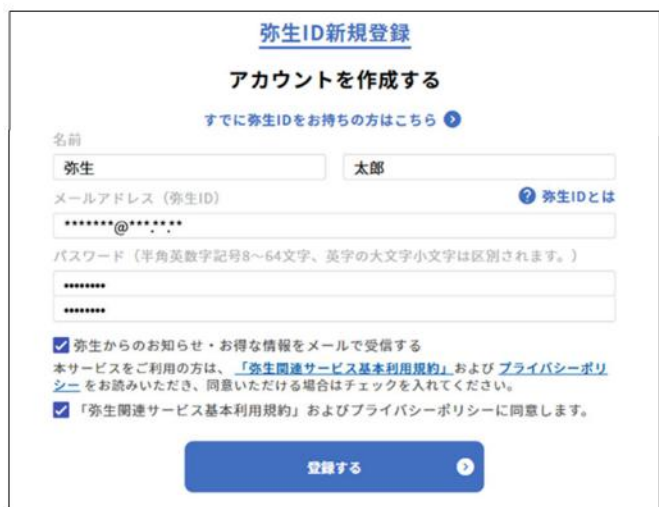 弥生ID新規登録
アカウントを作成する
すでに弥生IDをお持ちの方はこちら
名前
弥生 太郎
メールアドレス（弥生ID） ? 弥生IDとは
*******@***.**.**
パスワード（半角英数字記号8～64文字、英字の大文字小文字は区別されます。）
••••••••
••••••••
弥生からのお知らせ・お得な情報をメールで受信する
本サービスをご利用の方は、「弥生関連サービス基本利用規約」および プライバシーポリ
シー をお読みいただき、同意いただける場合はチェックを入れてください。
「弥生関連サービス基本利用規約」およびプライバシーポリシーに同意します。
登録する